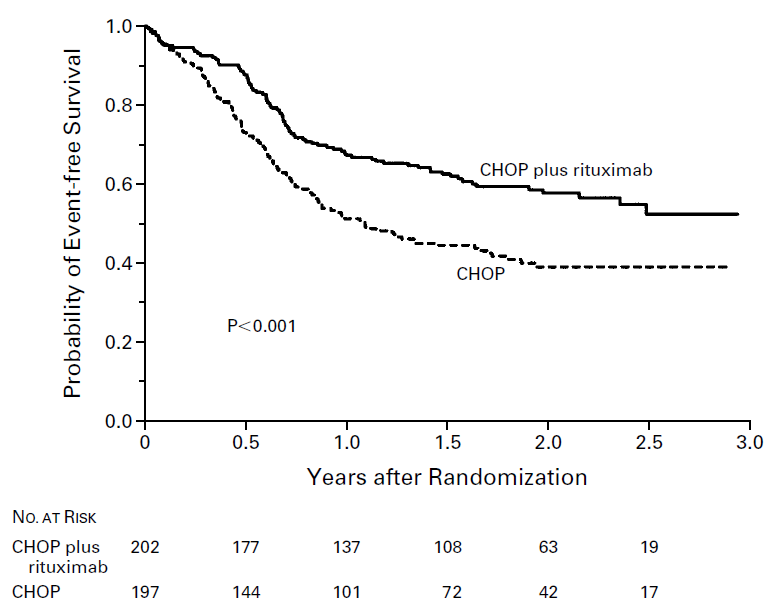 Probability of Event-free Survival
1.0
0.8
0.6
0.4
0.2
0.0
CHOP plus rituximab
CHOP
P<0.001
0 0.5 1.0 1.5 2.0 2.5 3.0
Years after Randomization
NO. AT RISK
CHOP plus 202 177 137 108 63 19
rituximab
CHOP 197 144 101 72 42 17